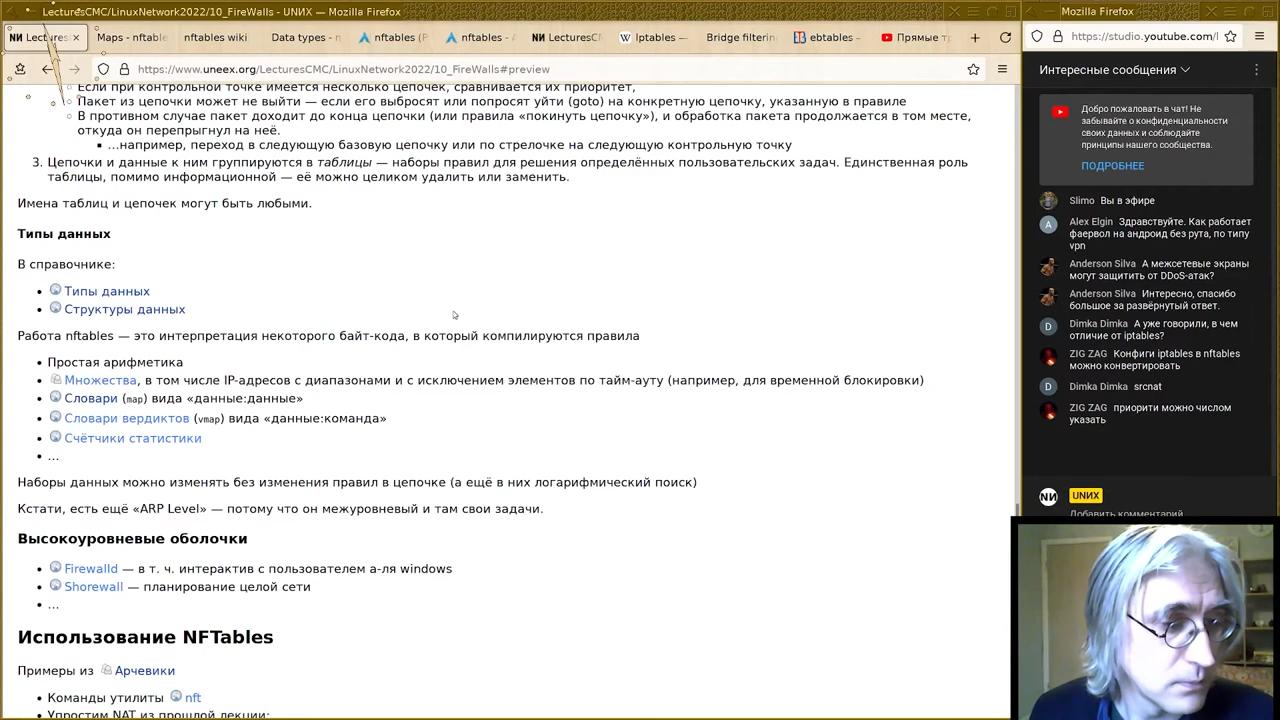 LecturesCMC/LinuxNetwork2022/10_FireWalls - UNИX — Mozilla Firefox
Mozilla Firefox
NИ Lectures × Maps - nftable nftables wiki Data types - n nftables (P nftables - A NИ LecturesCM Iptables — Bridge filterin ebtables – Прямые т
https://www.uneex.org/LecturesCMC/LinuxNetwork2022/10_FireWalls#preview
Если при контрольной точке имеется несколько цепочек, сравнивается их приоритет,
Пакет из цепочки может не выйти — если его выбросят или попросят уйти (goto) на конкретную цепочку, указанную в правиле
В противном случае пакет доходит до конца цепочки (или правила «покинуть цепочку»), и обработка пакета продолжается в том месте,
откуда он перепрыгнул на неё.
…например, переход в следующую базовую цепочку или по стрелочке на следующую контрольную точку
3. Цепочки и данные к ним группируются в таблицы — наборы правил для решения определённых пользовательских задач. Единственная роль
таблицы, помимо информационной — её можно целиком удалить или заменить.
Имена таблиц и цепочек могут быть любыми.
Типы данных
В справочнике:
Типы данных
Структуры данных
Работа nftables — это интерпретация некоторого байт-кода, в который компилируются правила
Простая арифметика
Множества, в том числе IP-адресов с диапазонами и с исключением элементов по тайм-ауту (например, для временной блокировки)
Словари (map) вида «данные:данные»
Словари вердиктов (vmap) вида «данные:команда»
Счётчики статистики
…
Наборы данных можно изменять без изменения правил в цепочке (а ещё в них логарифмический поиск)
Кстати, есть ещё «ARP Level» — потому что он межуровневый и там свои задачи.
Высокоуровневые оболочки
Firewalld — в т. ч. интерактив с пользователем а-ля windows
Shorewall — планирование целой сети
…
Использование NFTables
Примеры из Арчевики
Команды утилиты nft
Упростим NAT из прошлой лекции:
https://studio.youtube.com/l
Интересные сообщения
Добро пожаловать в чат! Не
забывайте о конфиденциальности
своих данных и соблюдайте
принципы нашего сообщества.
ПОДРОБНЕЕ
Slimo Вы в эфире
A Alex Elgin Здравствуйте. Как работает
фаервол на андроид без рута, по типу
vpn
Anderson Silva А межсетевые экраны
могут защитить от DDoS-атак?
Anderson Silva Интересно, спасибо
большое за развёрнутый ответ.
D Dimka Dimka А уже говорили, в чем
отличие от iptables?
ZIG ZAG Конфиги iptables в nftables
можно конвертировать
D Dimka Dimka srcnat
ZIG ZAG приорити можно числом
указать
NИ UNИX
Добавить комментарий